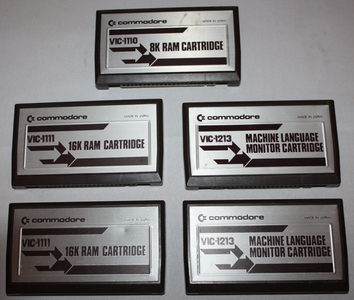 commodore
MADE IN JAPAN
VIC-1110
8K RAM CARTRIDGE
commodore
MADE IN JAPAN
VIC-1111
16K RAM CARTRIDGE
commodore
MADE IN JAPAN
VIC-1213
MACHINE LANGUAGE
MONITOR CARTRIDGE
commodore
MADE IN JAPAN
VIC-1111
16K RAM CARTRIDGE
commodore
MADE IN JAPAN
VIC-1213
MACHINE LANGUAGE
MONITOR CARTRIDGE